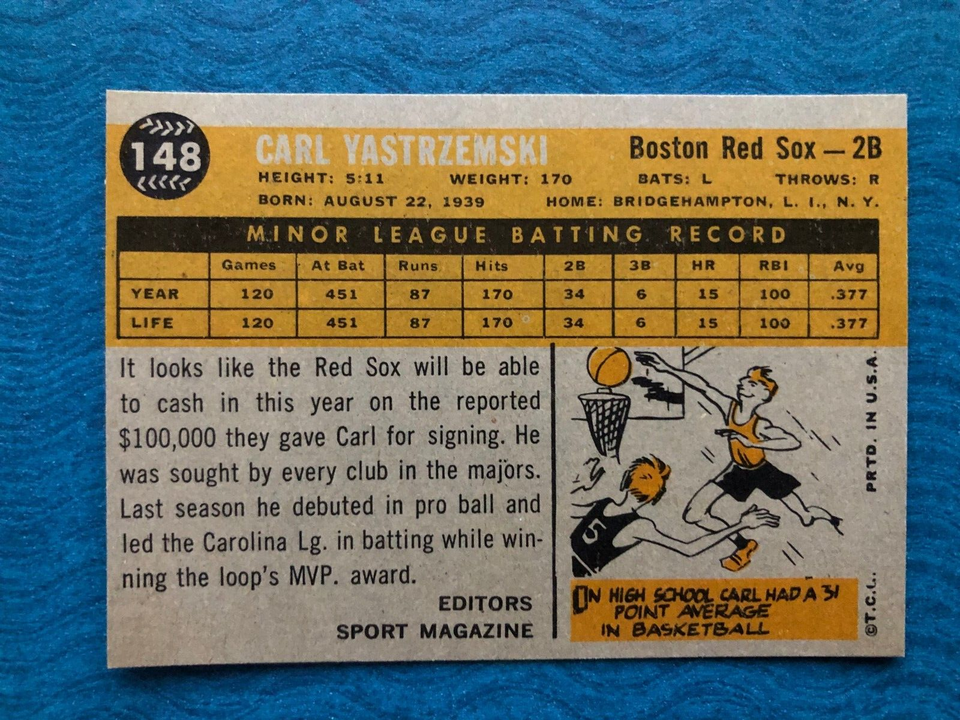 148
CARL YASTRZEMSKI Boston Red Sox — 2B
HEIGHT: 5:11 WEIGHT: 170 BATS: L THROWS: R
BORN: AUGUST 22, 1939 HOME: BRIDGEHAMPTON, L. I., N. Y.
MINOR LEAGUE BATTING RECORD
Games At Bat Runs Hits 2B 3B HR RBI Avg
YEAR 120 451 87 170 34 6 15 100 .377
LIFE 120 451 87 170 34 6 15 100 .377
It looks like the Red Sox will be able
to cash in this year on the reported
$100,000 they gave Carl for signing. He
was sought by every club in the majors.
Last season he debuted in pro ball and
led the Carolina Lg. in batting while win-
ning the loop's MVP. award.
EDITORS
SPORT MAGAZINE
5
IN HIGH SCHOOL CARL HAD A 31
POINT AVERAGE
IN BASKETBALL
©T.C.G. PRTD. IN U.S.A.